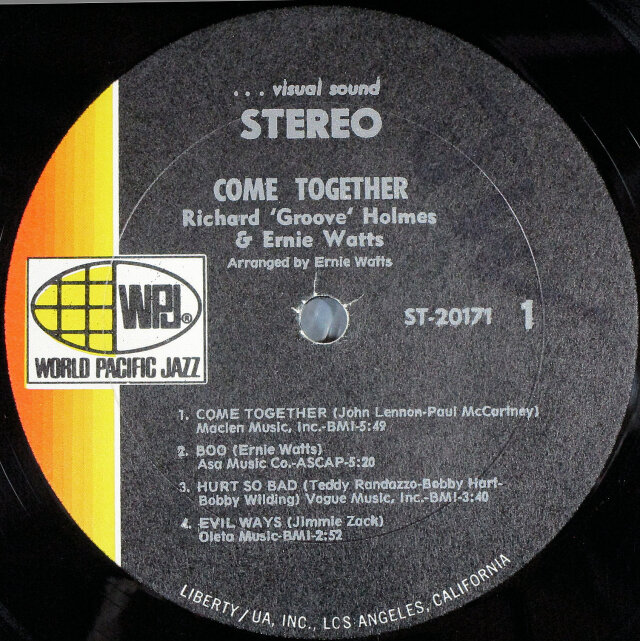 ... visual sound
STEREO
COME TOGETHER
Richard 'Groove' Holmes
& Ernie Watts
Arranged by Ernie Watts
WPJ®
WORLD PACIFIC JAZZ
ST-20171 1
1. COME TOGETHER (John Lennon-Paul McCartney)
Maclen Music, Inc.-BMI-5:49
2. BOO (Ernie Watts)
Asa Music Co.-ASCAP-5:20
3. HURT SO BAD (Teddy Randazzo-Bobby Hart-
Bobby Wilding) Vogue Music, Inc.-BMI-3:40
4. EVIL WAYS (Jimmie Zack)
Oleta Music-BMI-2:52
LIBERTY/UA, INC., LOS ANGELES, CALIFORNIA